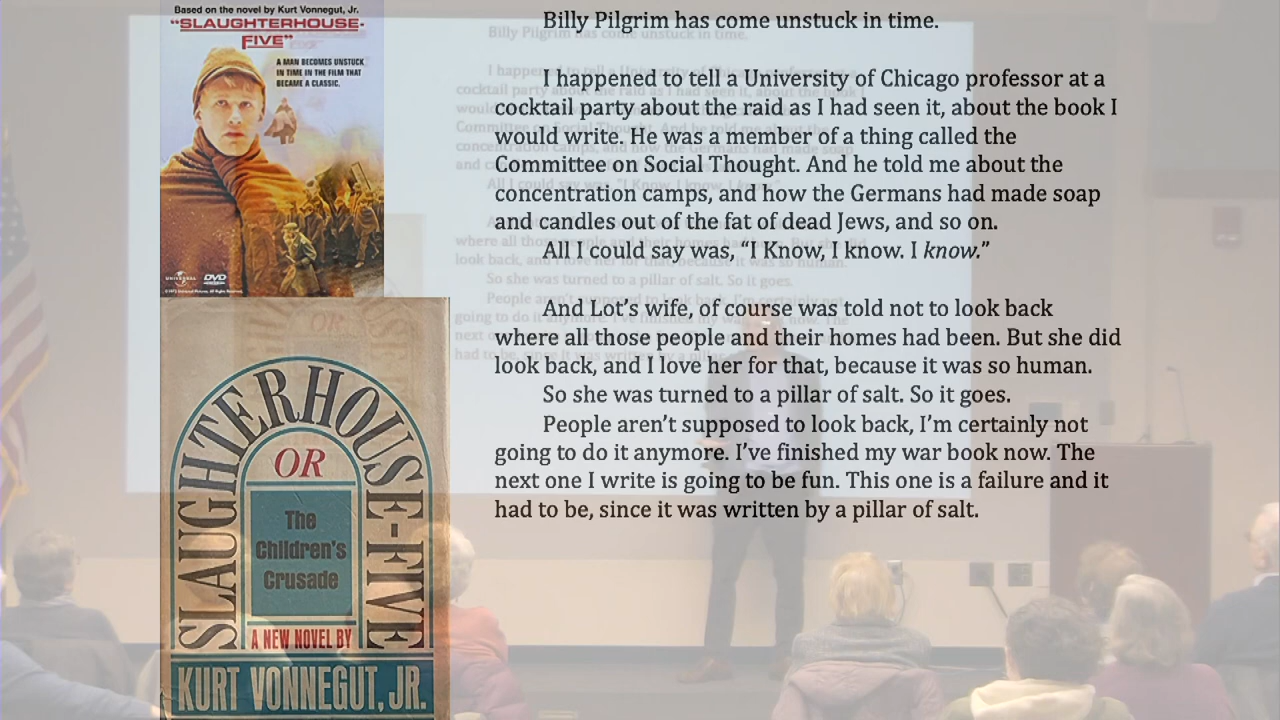 Based on the novel by Kurt Vonnegut, Jr.
"SLAUGHTERHOUSE-
FIVE"
A MAN BECOMES UNSTUCK
IN TIME IN THE FILM THAT
BECAME A CLASSIC.
UNIVERSAL
DVD
SLAUGHTERHOUSE-FIVE
OR
The
Children's
Crusade
A NEW NOVEL BY
KURT VONNEGUT, JR.
Billy Pilgrim has come unstuck in time.
I happened to tell a University of Chicago professor at a
cocktail party about the raid as I had seen it, about the book I
would write. He was a member of a thing called the
Committee on Social Thought. And he told me about the
concentration camps, and how the Germans had made soap
and candles out of the fat of dead Jews, and so on.
All I could say was, “I Know, I know. I know.”
And Lot’s wife, of course was told not to look back
where all those people and their homes had been. But she did
look back, and I love her for that, because it was so human.
So she was turned to a pillar of salt. So it goes.
People aren’t supposed to look back, I’m certainly not
going to do it anymore. I’ve finished my war book now. The
next one I write is going to be fun. This one is a failure and it
had to be, since it was written by a pillar of salt.